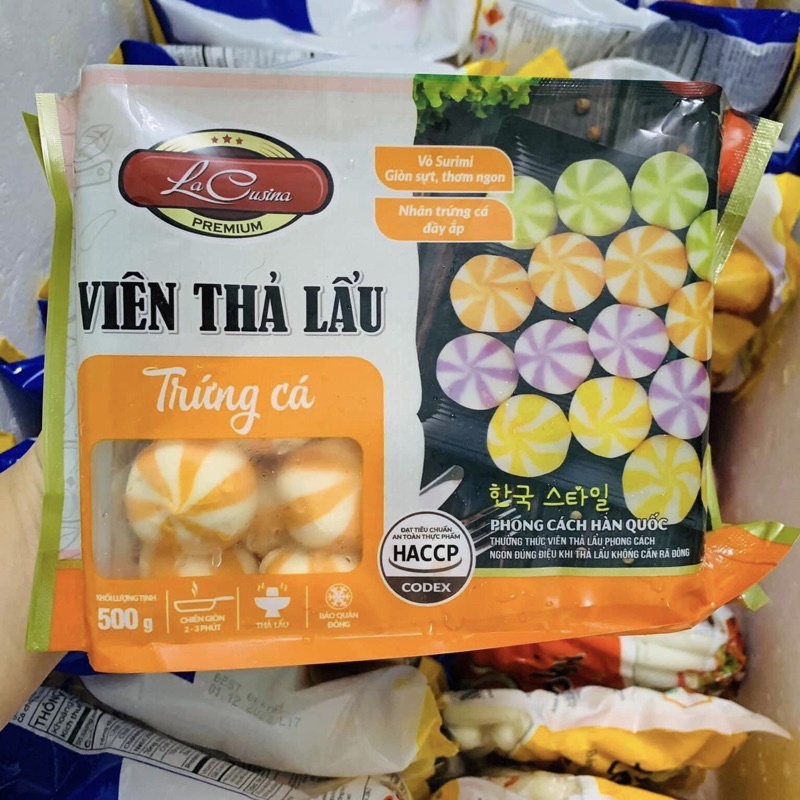 La Cusina
PREMIUM
Vỏ Surimi
Giòn sựt, thơm ngon
Nhân trứng cá
đầy ắp
VIÊN THẢ LẨU
Trứng cá
한국 스타일
PHONG CÁCH HÀN QUỐC
THƯỞNG THỨC VIÊN THẢ LẨU PHONG CÁCH
NGON ĐÚNG ĐIỆU KHI THẢ LẨU KHÔNG CẦN RÃ ĐÔNG
ĐẠT TIÊU CHUẨN
AN TOÀN THỰC PHẨM
HACCP
CODEX
KHỐI LƯỢNG TỊNH
500 g
CHIÊN GIÒN
2-3 PHÚT
THẢ LẨU
BẢO QUẢN
ĐÔNG
BEST BEFORE
THÔNG